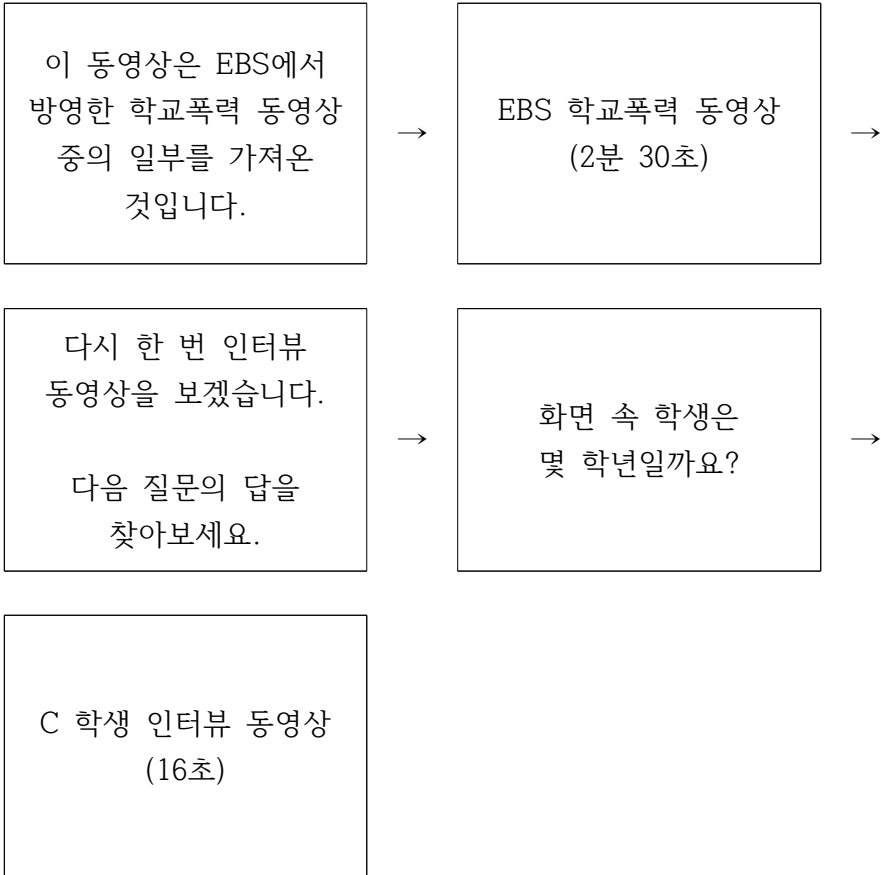 이 동영상은 EBS에서
방영한 학교폭력 동영상
중의 일부를 가져온
것입니다.
→
EBS 학교폭력 동영상
(2분 30초)
→
다시 한 번 인터뷰
동영상을 보겠습니다.
다음 질문의 답을
찾아보세요.
→
화면 속 학생은
몇 학년일까요?
→
C 학생 인터뷰 동영상
(16초)